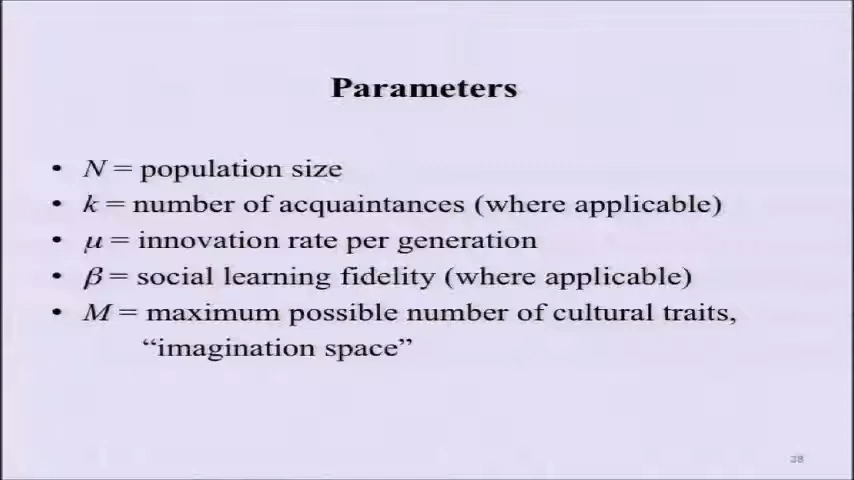 Parameters
• N = population size
• k = number of acquaintances (where applicable)
• μ = innovation rate per generation
• β = social learning fidelity (where applicable)
• M = maximum possible number of cultural traits,
“imagination space”
28